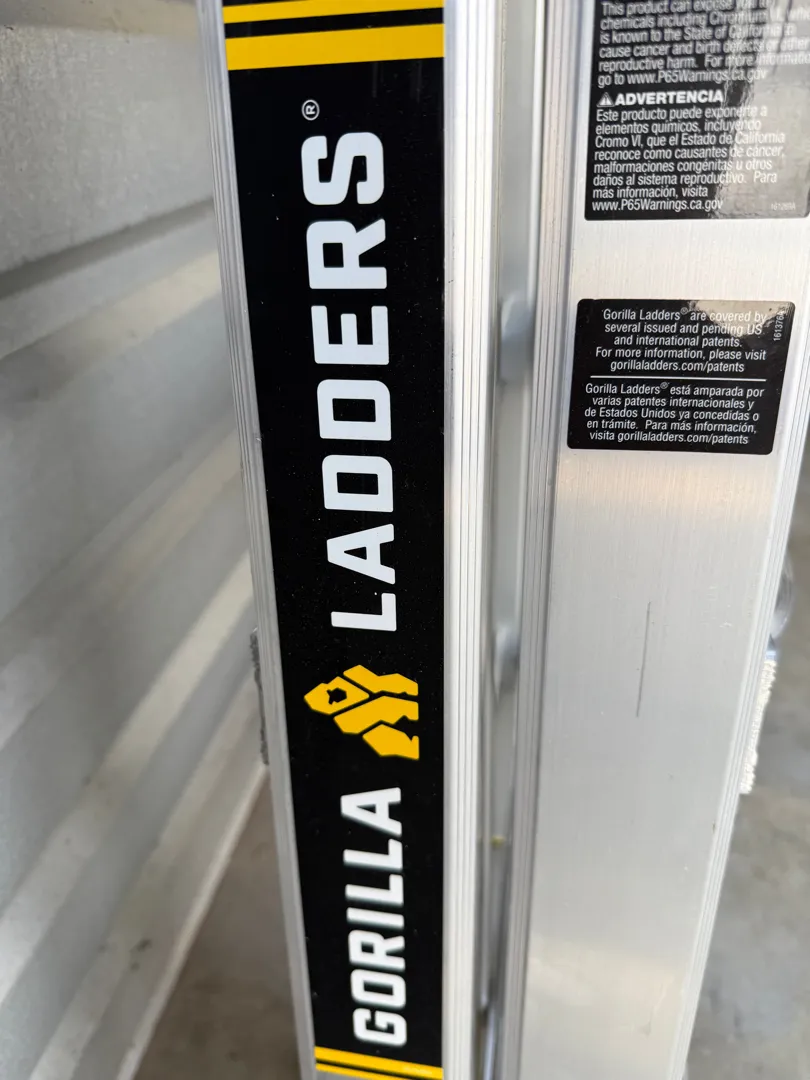 GORILLA LADDERS®
This product can expose you to
chemicals including Chromium VI, which
is known to the State of California to
cause cancer and birth defects or other
reproductive harm. For more information
go to www.P65Warnings.ca.gov
ADVERTENCIA
Este producto puede exponerte a
elementos químicos, incluyendo
Cromo VI, que el Estado de California
reconoce como causantes de cáncer,
malformaciones congénitas u otros
daños al sistema reproductivo. Para
más información, visita
www.P65Warnings.ca.gov
Gorilla Ladders® are covered by
several issued and pending US
and international patents.
For more information, please visit
gorillaladders.com/patents
Gorilla Ladders® está amparada por
varias patentes internacionales y
de Estados Unidos ya concedidas o
en trámite. Para más información,
visita gorillaladders.com/patents